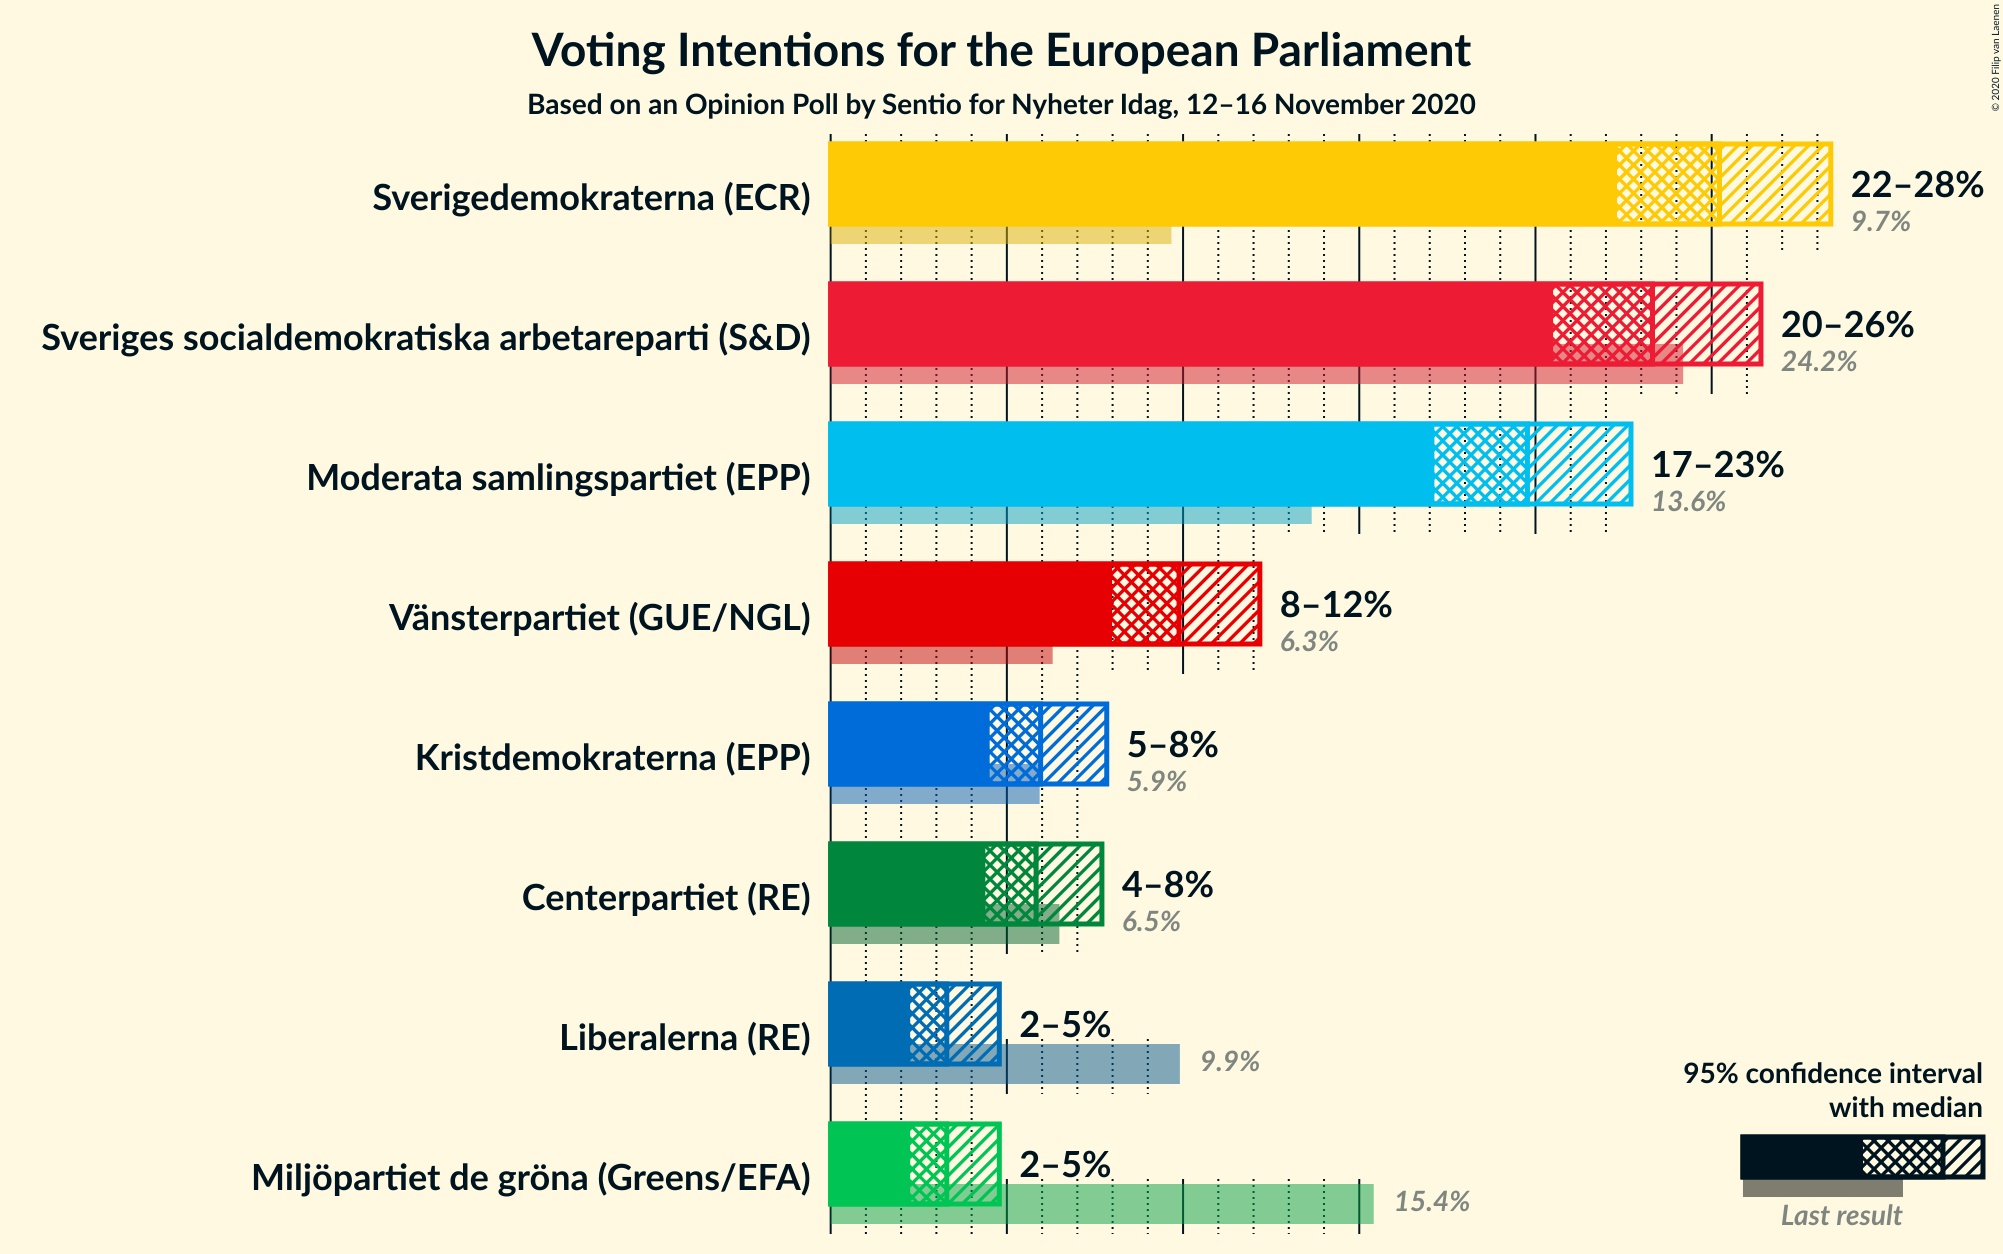 Voting Intentions for the European Parliament
Based on an Opinion Poll by Sentio for Nyheter Idag, 12–16 November 2020
© 2020 Filip van Laenen
Sverigedemokraterna (ECR)
22–28%
9.7%
Sveriges socialdemokratiska arbetareparti (S&D)
20–26%
24.2%
Moderata samlingspartiet (EPP)
17–23%
13.6%
Vänsterpartiet (GUE/NGL)
8–12%
6.3%
Kristdemokraterna (EPP)
5–8%
5.9%
Centerpartiet (RE)
4–8%
6.5%
Liberalerna (RE)
2–5%
9.9%
Miljöpartiet de gröna (Greens/EFA)
2–5%
15.4%
95% confidence interval
with median
Last result